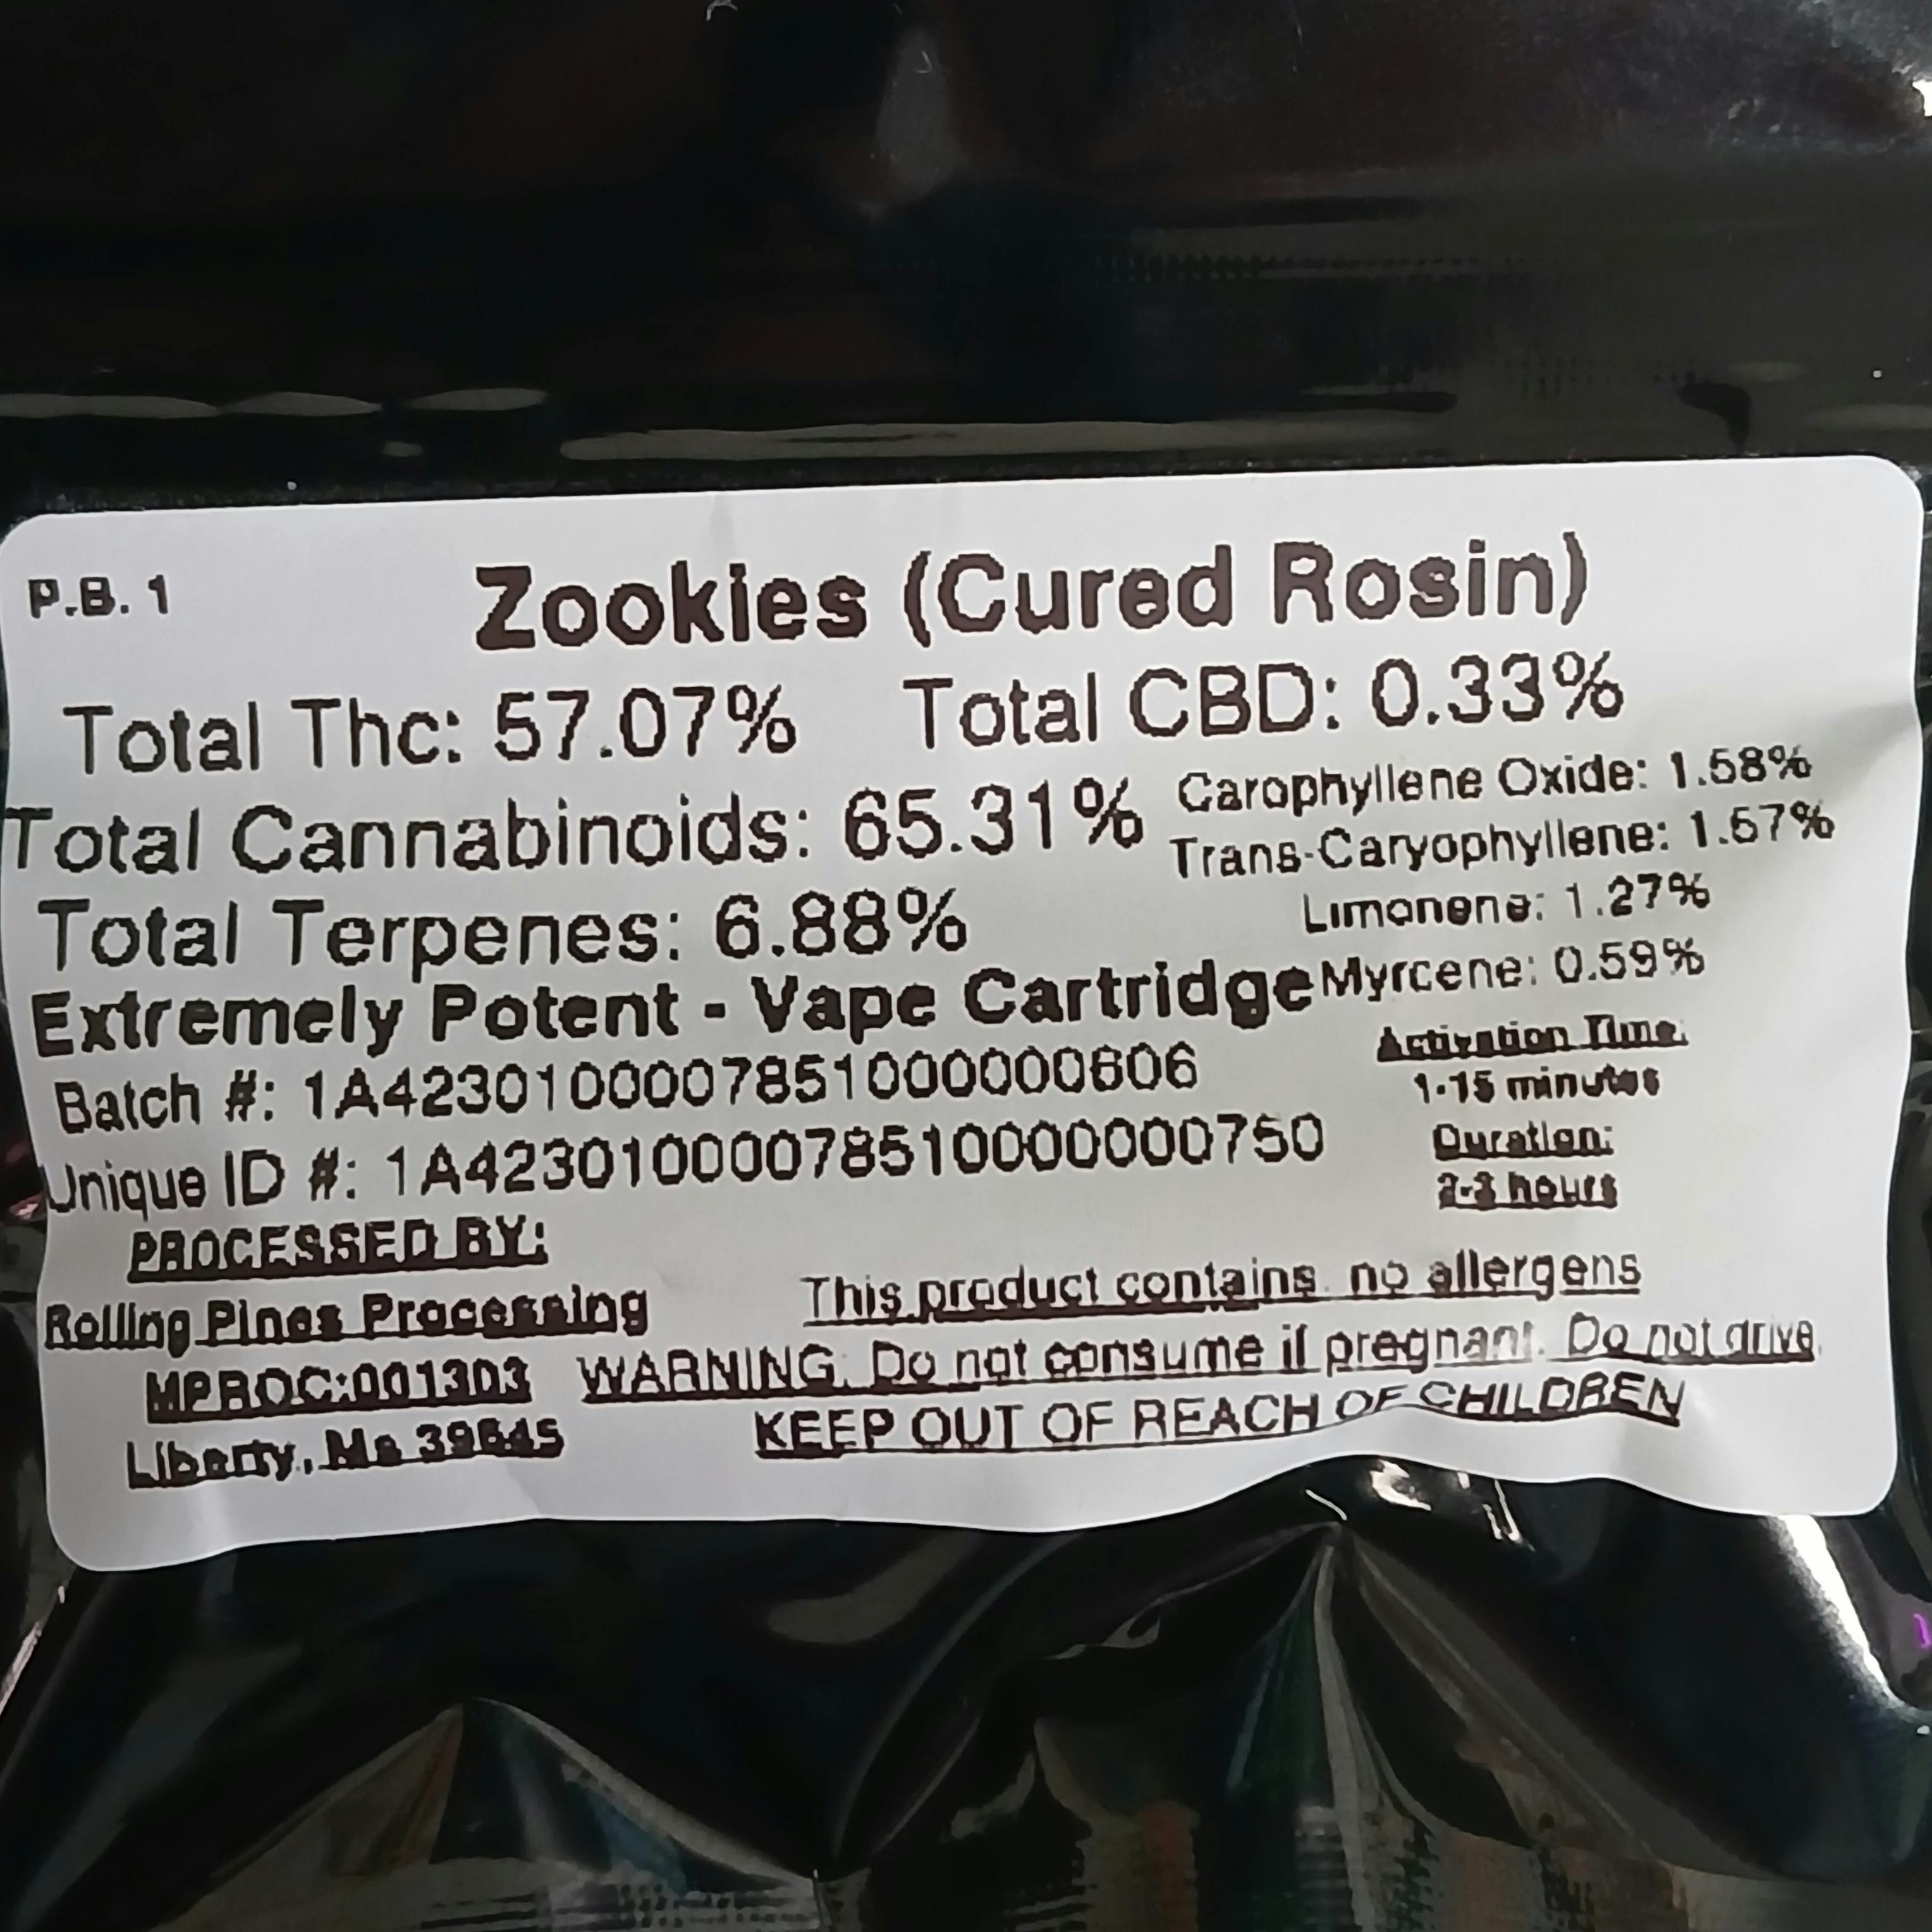 P.B. 1
Zookies (Cured Rosin)
Total Thc: 57.07% Total CBD: 0.33%
Total Cannabinoids: 65.31%
Carophyllene Oxide: 1.58%
Trans-Caryophyllene: 1.57%
Total Terpenes: 6.88%
Limonene: 1.27%
Extremely Potent - Vape Cartridge
Myrcene: 0.59%
Batch #: 1A4230100007851000000606
Activation Time:
1-15 minutes
Unique ID #: 1A4230100007851000000750
Duration:
2-3 hours
PROCESSED BY:
Rolling Pines Processing
This product contains no allergens
MPROC:001303
WARNING. Do not consume if pregnant. Do not drive.
Liberty, Ms 39645
KEEP OUT OF REACH OF CHILDREN